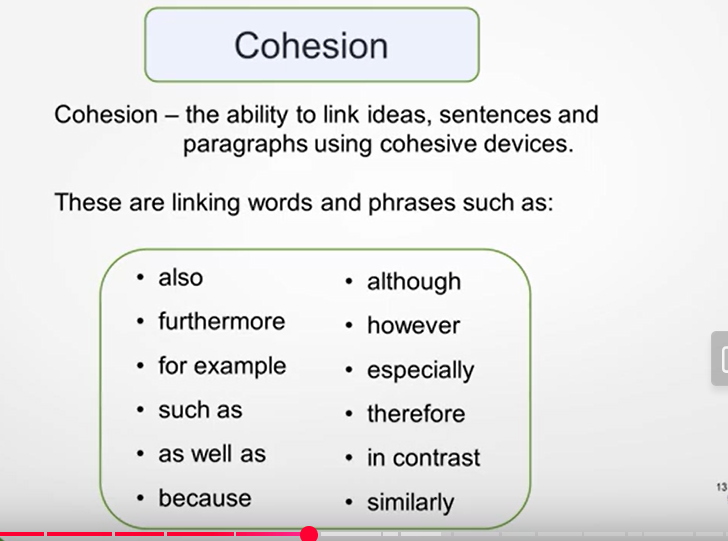 Cohesion
Cohesion – the ability to link ideas, sentences and
paragraphs using cohesive devices.
These are linking words and phrases such as:
• also
• furthermore
• for example
• such as
• as well as
• because
• although
• however
• especially
• therefore
• in contrast
• similarly
13